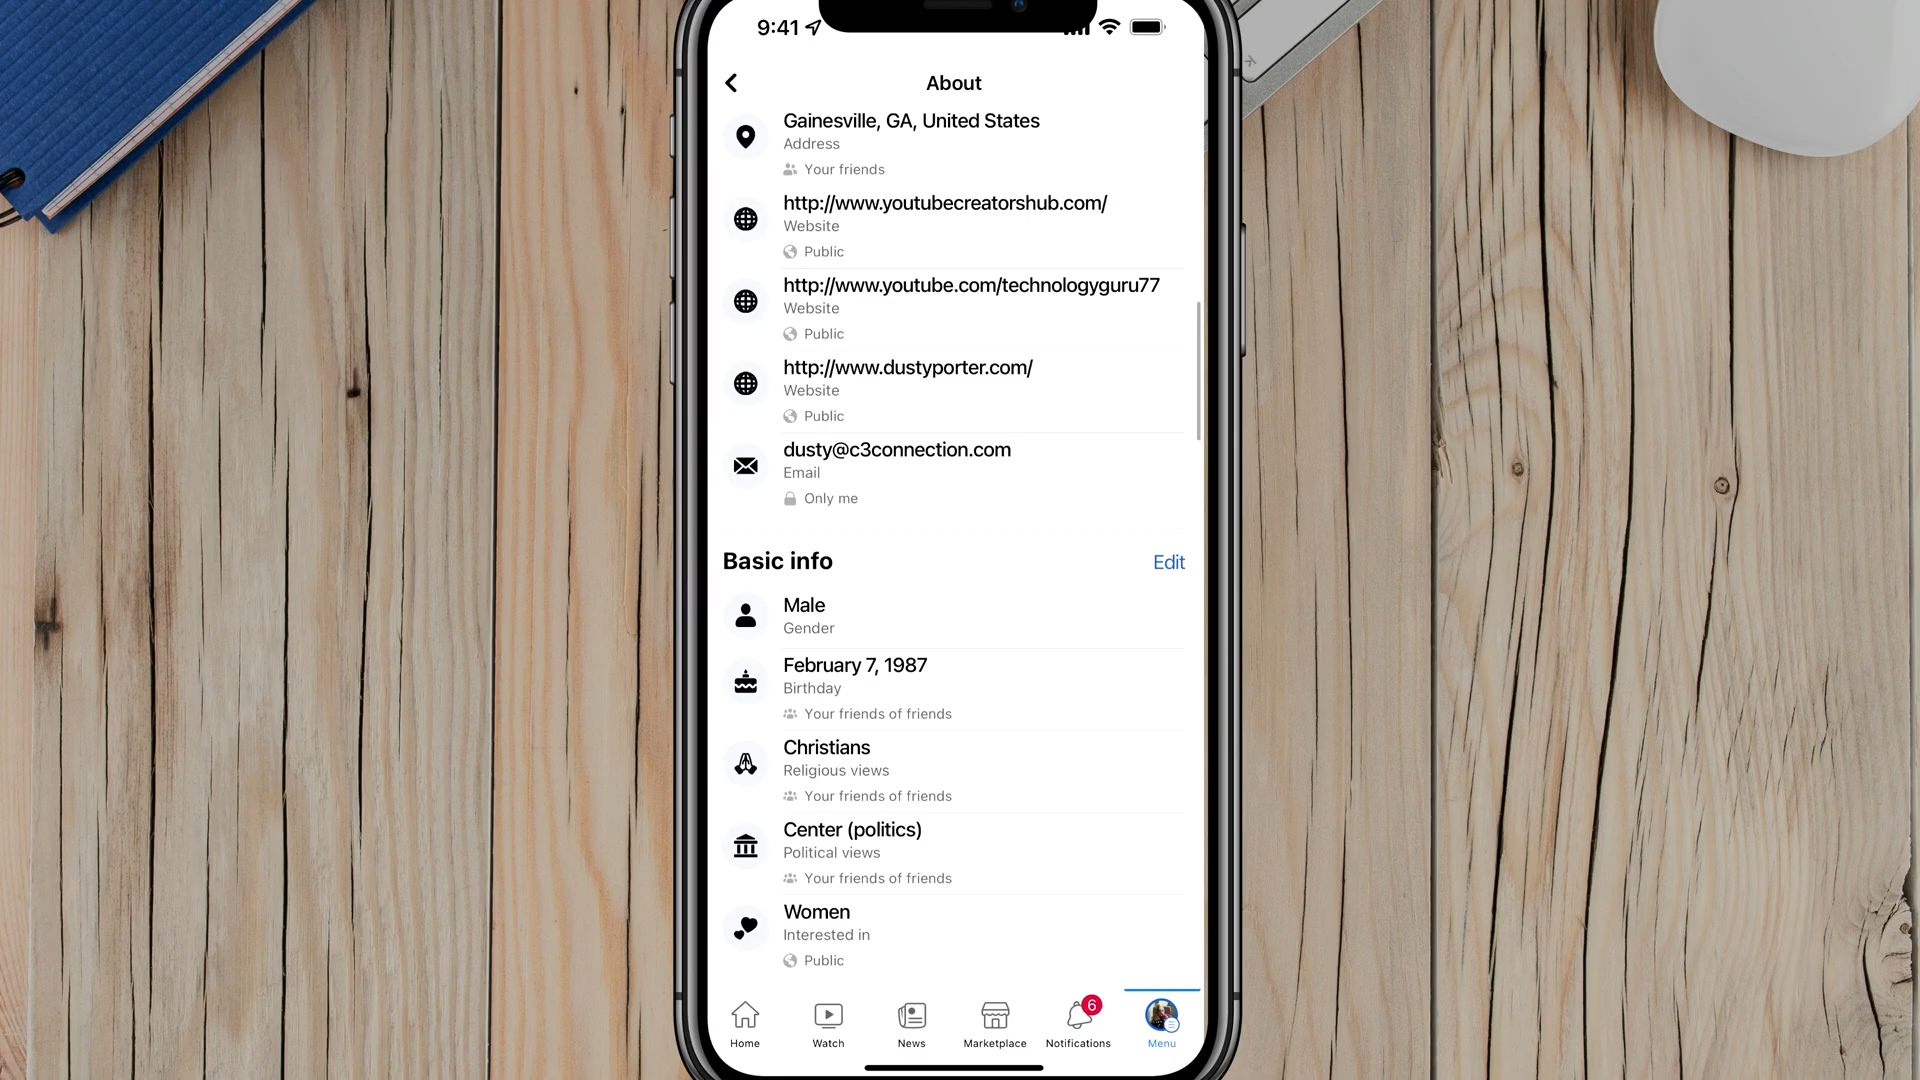 9:41
About
Gainesville, GA, United States
Address
Your friends
http://www.youtubecreatorshub.com/
Website
Public
http://www.youtube.com/technologyguru77
Website
Public
http://www.dustyporter.com/
Website
Public
dusty@c3connection.com
Email
Only me
Basic info
Edit
Male
Gender
February 7, 1987
Birthday
Your friends of friends
Christians
Religious views
Your friends of friends
Center (politics)
Political views
Your friends of friends
Women
Interested in
Public
6
Home Watch News Marketplace Notifications Menu